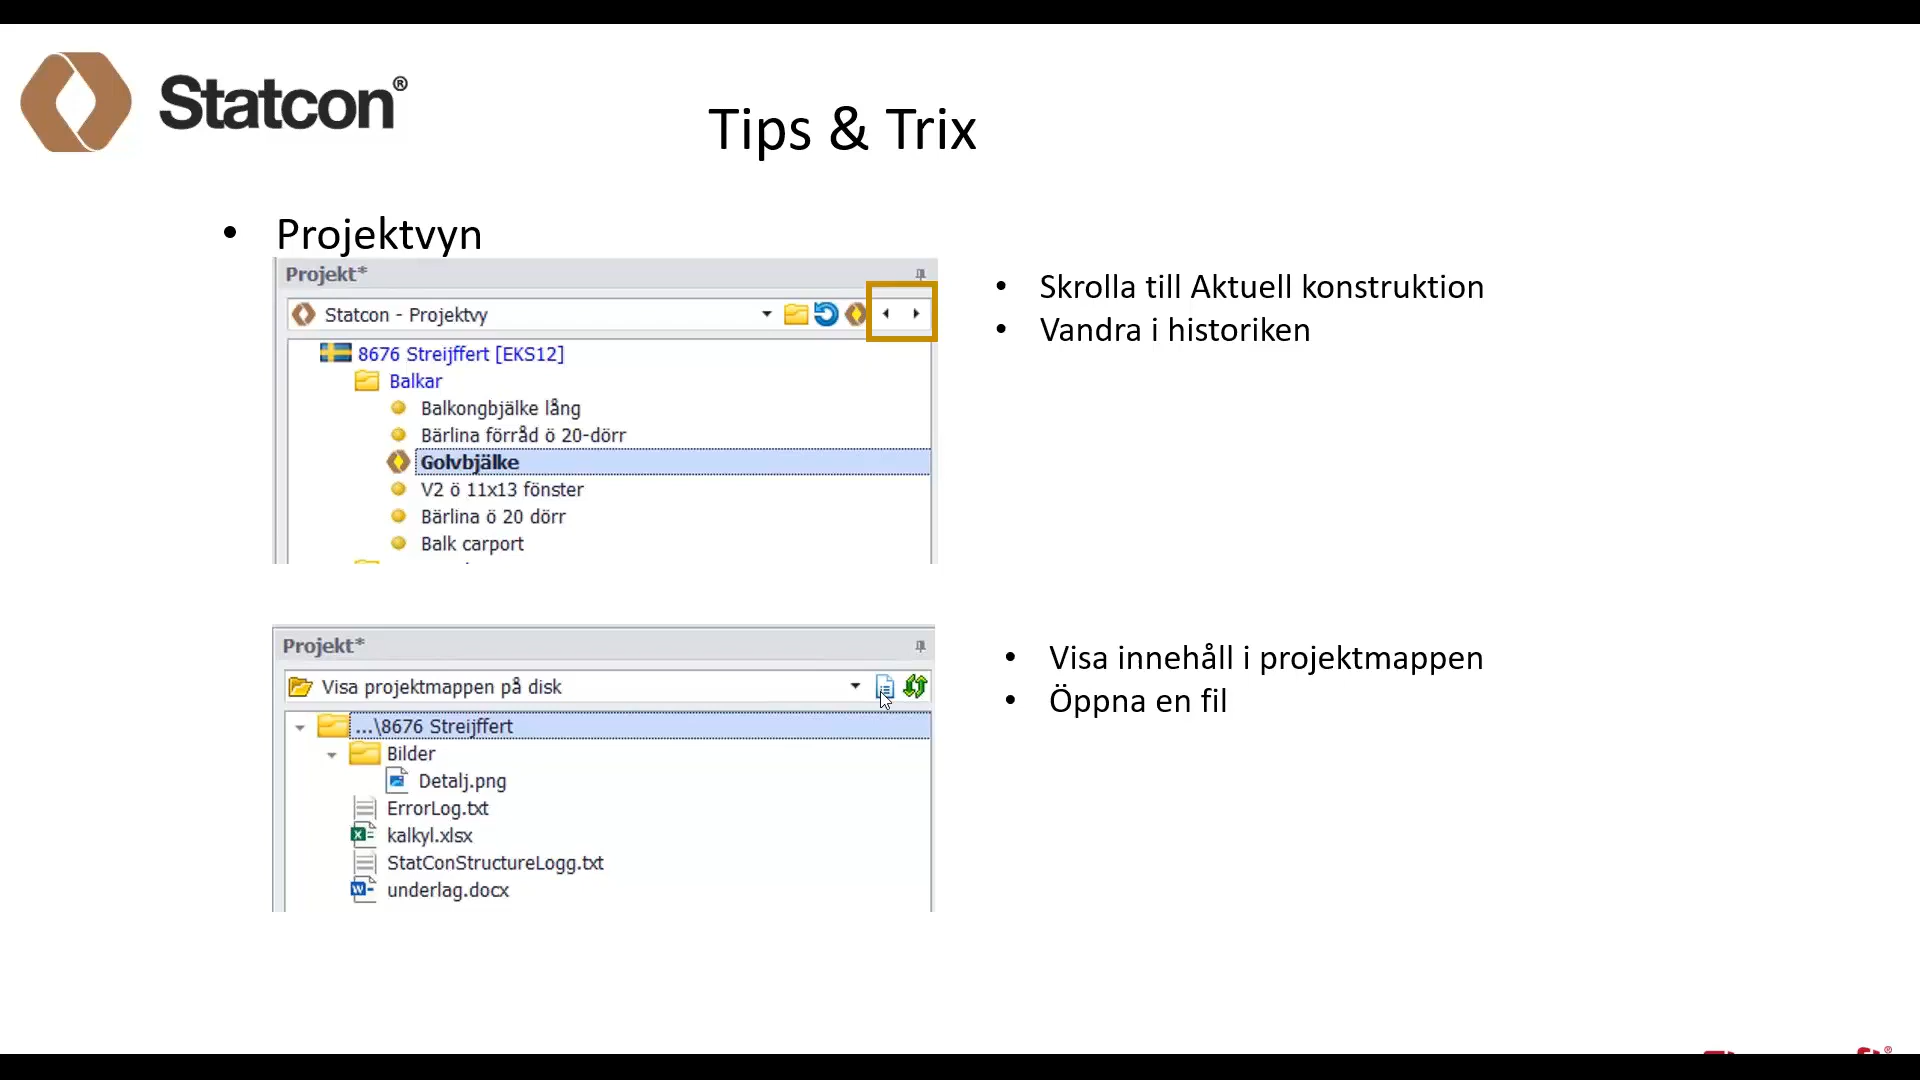 Statcon®
Tips & Trix
• Projektvyn
Projekt*
Statcon - Projektvy
8676 Streijffert [EKS12]
Balkar
Balkongbjälke lång
Bärlina förråd ö 20-dörr
Golvbjälke
V2 ö 11x13 fönster
Bärlina ö 20 dörr
Balk carport
• Skrolla till Aktuell konstruktion
• Vandra i historiken
Projekt*
Visa projektmappen på disk
...\8676 Streijffert
Bilder
Detalj.png
ErrorLog.txt
kalkyl.xlsx
StatConStructureLogg.txt
underlag.docx
• Visa innehåll i projektmappen
• Öppna en fil